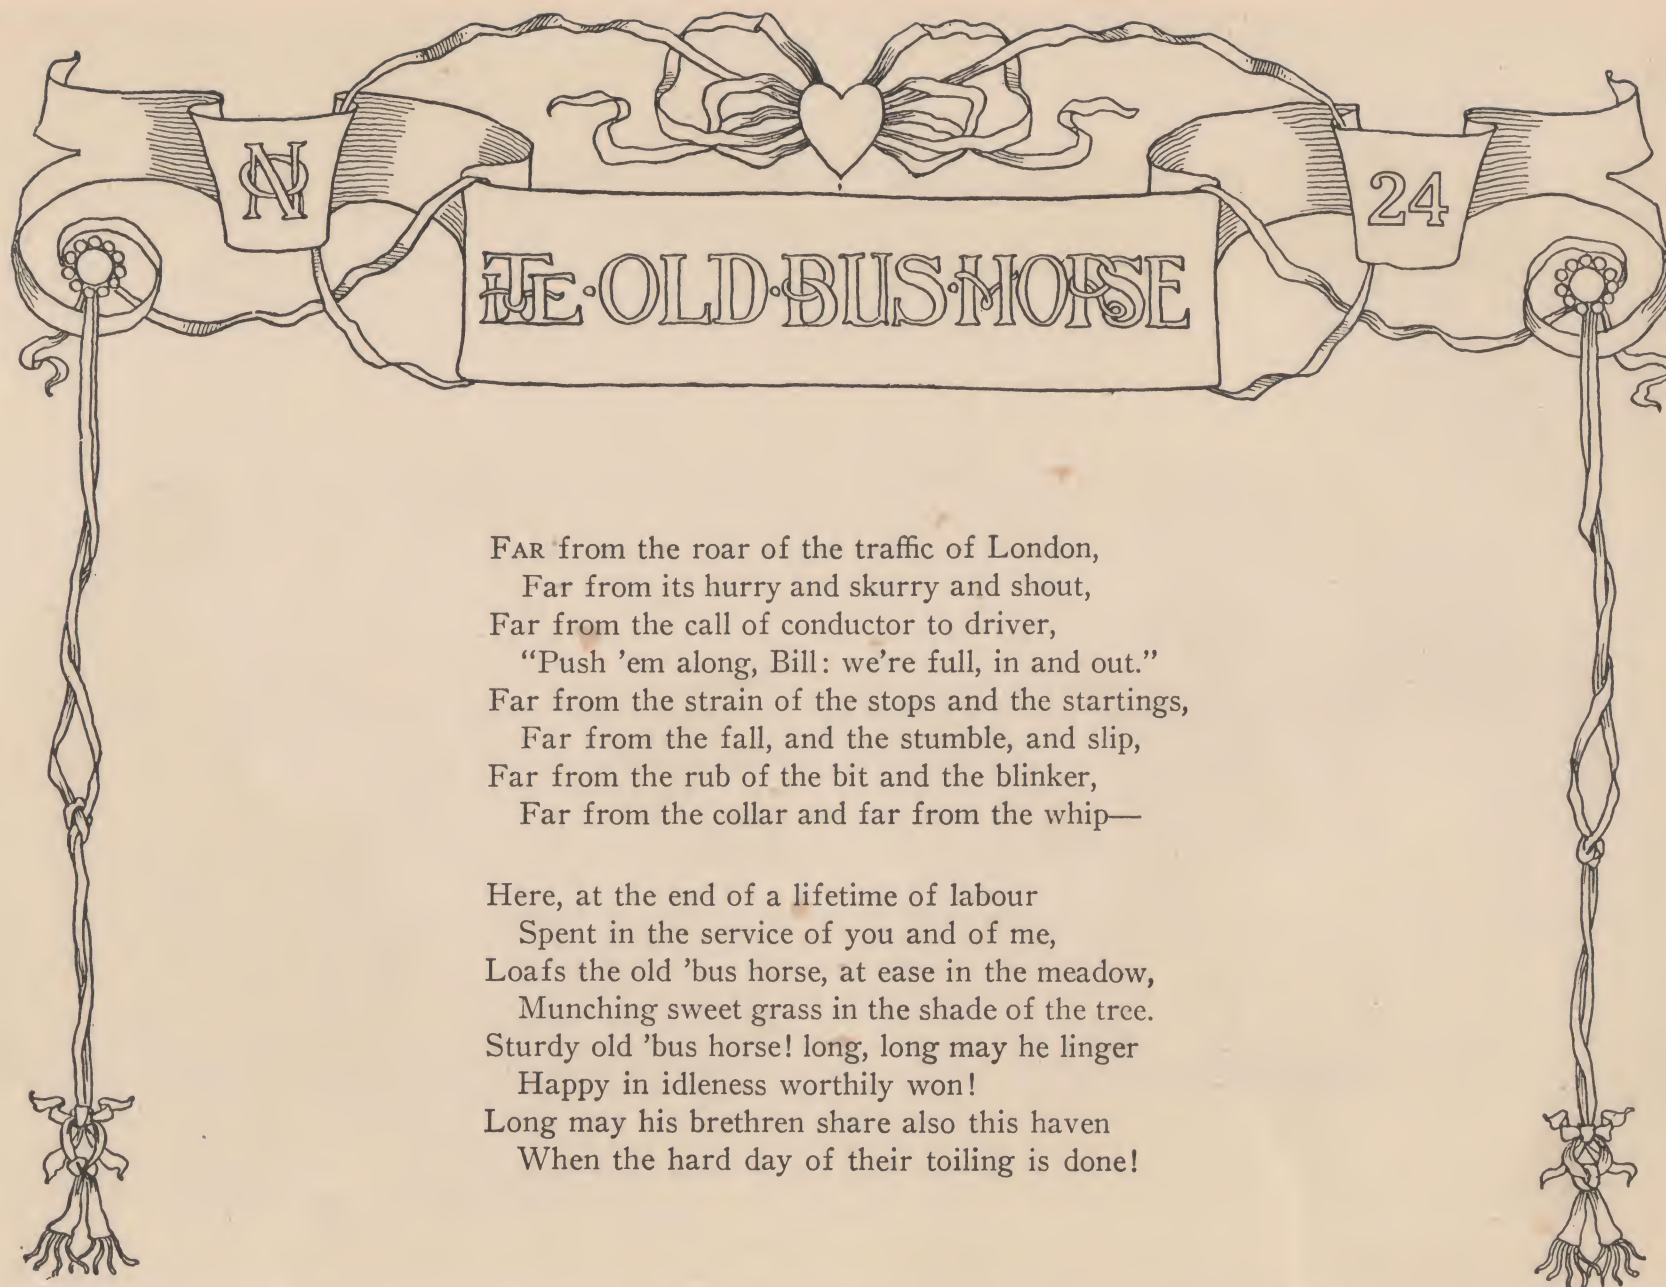 NO 24
THE·OLD·BUS·HORSE
FAR from the roar of the traffic of London,
Far from its hurry and skurry and shout,
Far from the call of conductor to driver,
“Push ’em along, Bill: we’re full, in and out.”
Far from the strain of the stops and the startings,
Far from the fall, and the stumble, and slip,
Far from the rub of the bit and the blinker,
Far from the collar and far from the whip—

Here, at the end of a lifetime of labour
Spent in the service of you and of me,
Loafs the old ’bus horse, at ease in the meadow,
Munching sweet grass in the shade of the tree.
Sturdy old ’bus horse! long, long may he linger
Happy in idleness worthily won!
Long may his brethren share also this haven
When the hard day of their toiling is done!